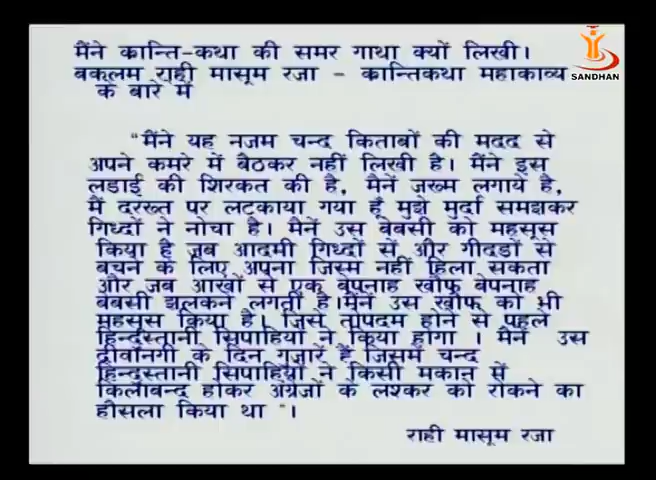 मैंने क्रान्ति-कथा की समर गाथा क्यों लिखी।
बकलम राही मासूम रजा - क्रान्तिकथा महाकाव्य
के बारे में
SANDHAN
"मैंने यह नजम चन्द किताबों की मदद से
अपने कमरे में बैठकर नहीं लिखी है। मैंने इस
लडाई की शिरकत की है, मैनें जख्म लगाये है,
मैं दरख्त पर लटकाया गया हूँ मुझे मुर्दा समझकर
गिध्दों ने नोचा है। मैनें उस बेबसी को महसूस
किया है जब आदमी गिध्दों सें और गीदडों से
बचने के लिए अपना जिस्म नहीं हिला सकता
और जब आखों से एक बेपनाह खौफ बेपनाह
बेबसी झलकने लगती है।मैंनें उस खौफ को भी
महसूस किया है। जिसे तोपदम होने से पहले
हिन्दुस्तानी सिपाहियों ने किया होगा । मैंने उस
दीवानगी के दिन गुजारें हैं जिसमें चन्द
हिन्दुस्तानी सिपाहियों ने किसी मकान में
किलाबन्द होकर अंग्रेजों के लश्कर को रोकने का
हौसला किया था "।
राही मासूम रजा